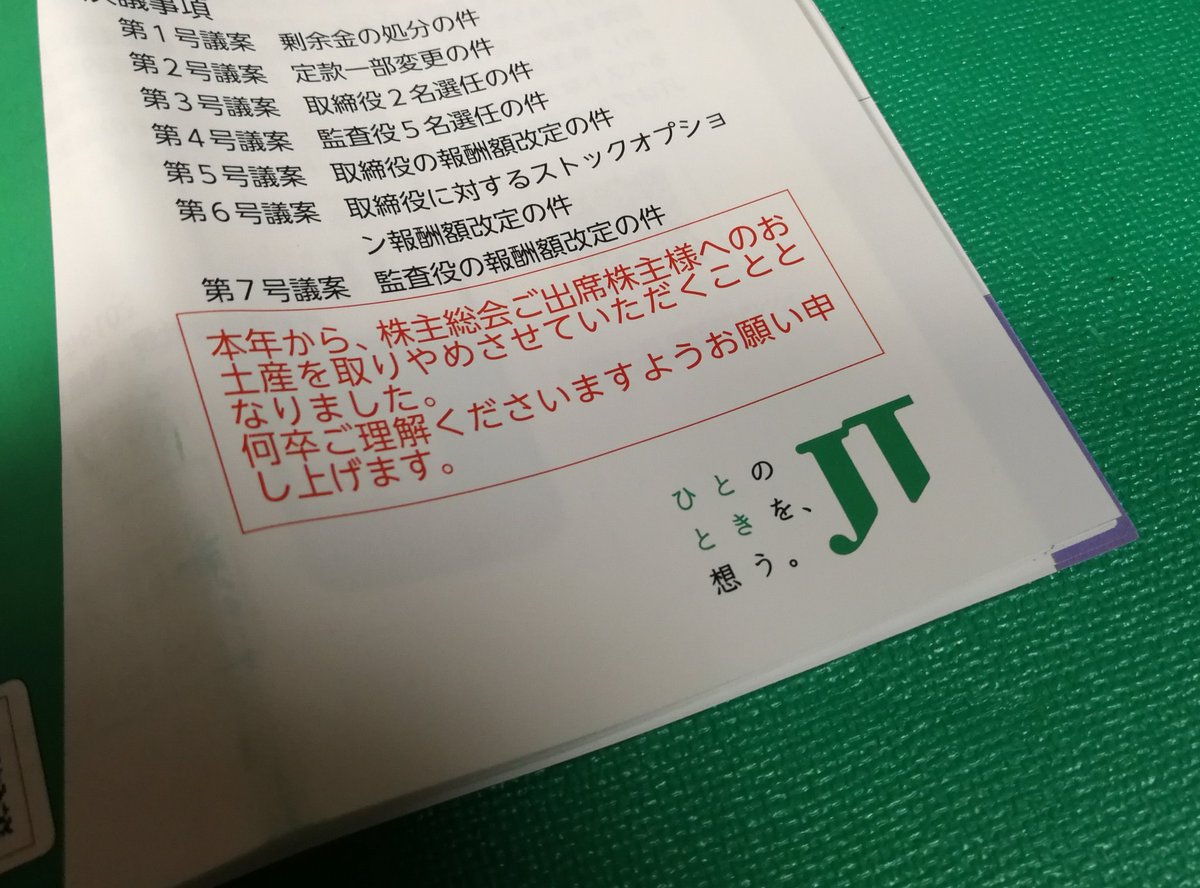 決議事項
第1号議案 剰余金の処分の件
第2号議案 定款一部変更の件
第3号議案 取締役2名選任の件
第4号議案 監査役5名選任の件
第5号議案 取締役の報酬額改定の件
第6号議案 取締役に対するストックオプショ
ン報酬額改定の件
第7号議案 監査役の報酬額改定の件
本年から、株主総会ご出席株主様へのお
土産を取りやめさせていただくことと
なりました。
何卒ご理解くださいますようお願い申
し上げます。
JT
ひとの
ときを、
想う。